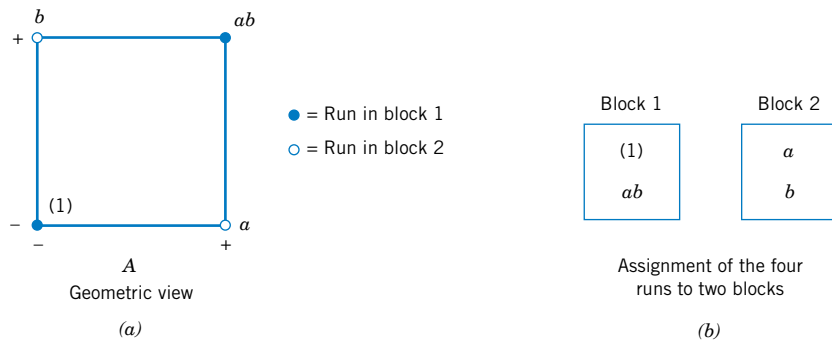 b
ab
+
= Run in block 1
= Run in block 2
(1)
a
−
−
+
A
Geometric view
(a)
Block 1
Block 2
(1)
a
ab
b
Assignment of the four
runs to two blocks
(b)